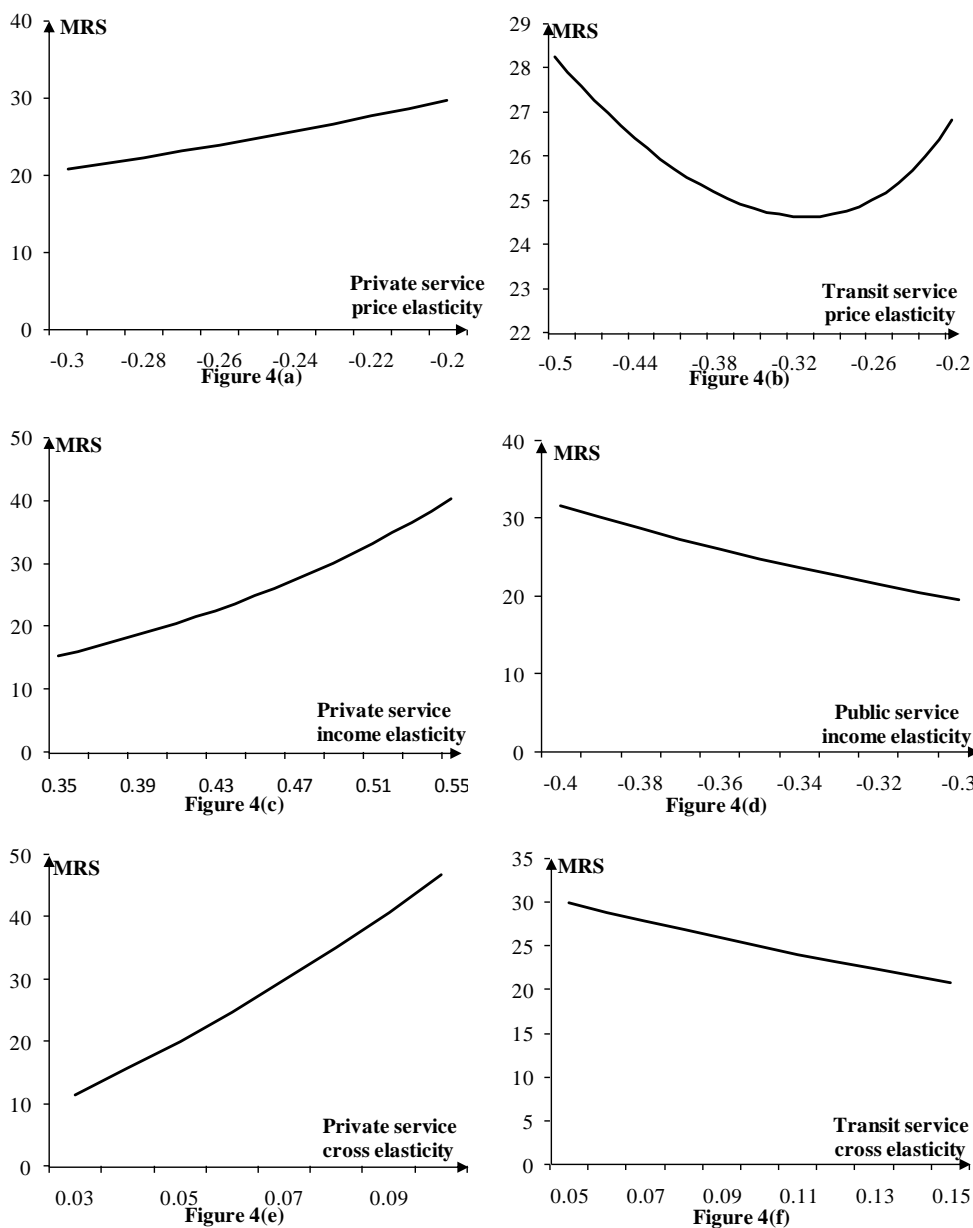 MRS
40
30
20
10
0
Private service
price elasticity
-0.3 -0.28 -0.26 -0.24 -0.22 -0.2
Figure 4(a)
MRS
29
28
27
26
25
24
23
22
Transit service
price elasticity
-0.5 -0.44 -0.38 -0.32 -0.26 -0.2
Figure 4(b)
MRS
50
40
30
20
10
0
Private service
income elasticity
0.35 0.39 0.43 0.47 0.51 0.55
Figure 4(c)
MRS
40
30
20
10
0
Public service
income elasticity
-0.4 -0.38 -0.36 -0.34 -0.32 -0.3
Figure 4(d)
MRS
50
40
30
20
10
0
Private service
cross elasticity
0.03 0.05 0.07 0.09
Figure 4(e)
MRS
35
30
25
20
15
10
5
0
Transit service
cross elasticity
0.05 0.07 0.09 0.11 0.13 0.15
Figure 4(f)